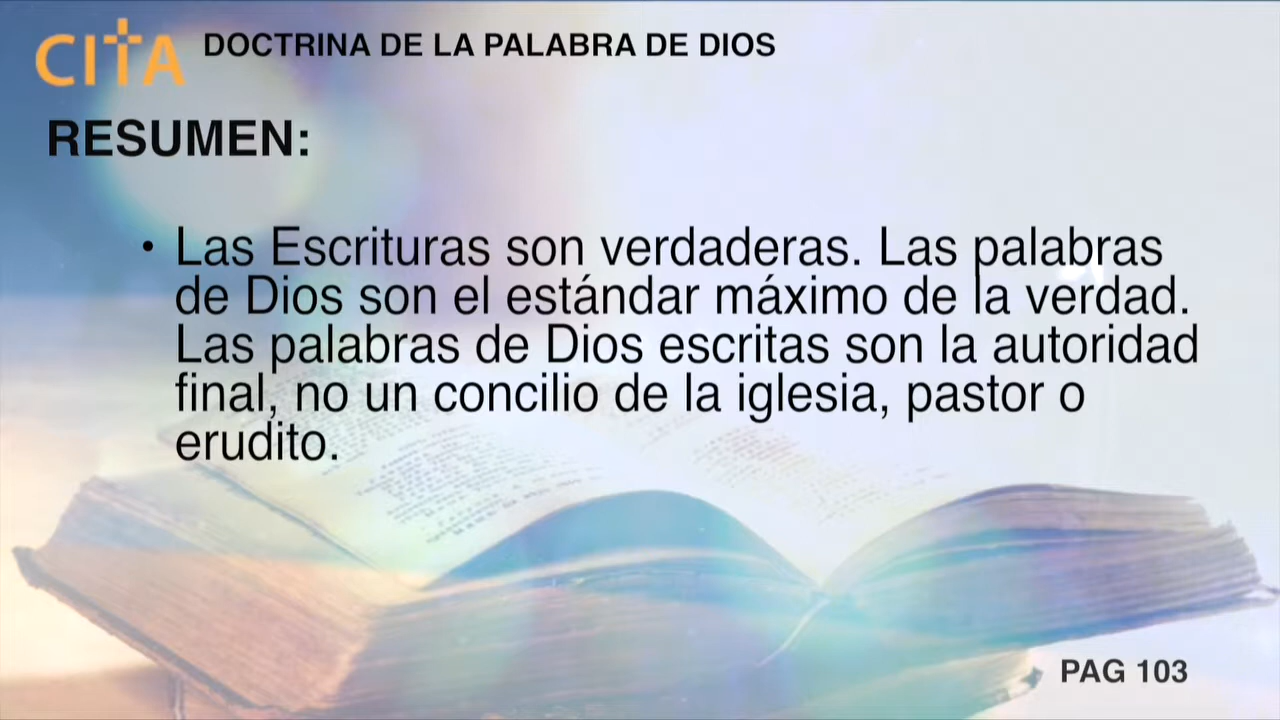 CITA
DOCTRINA DE LA PALABRA DE DIOS
RESUMEN:
• Las Escrituras son verdaderas. Las palabras
de Dios son el estándar máximo de la verdad.
Las palabras de Dios escritas son la autoridad
final, no un concilio de la iglesia, pastor o
erudito.
PAG 103